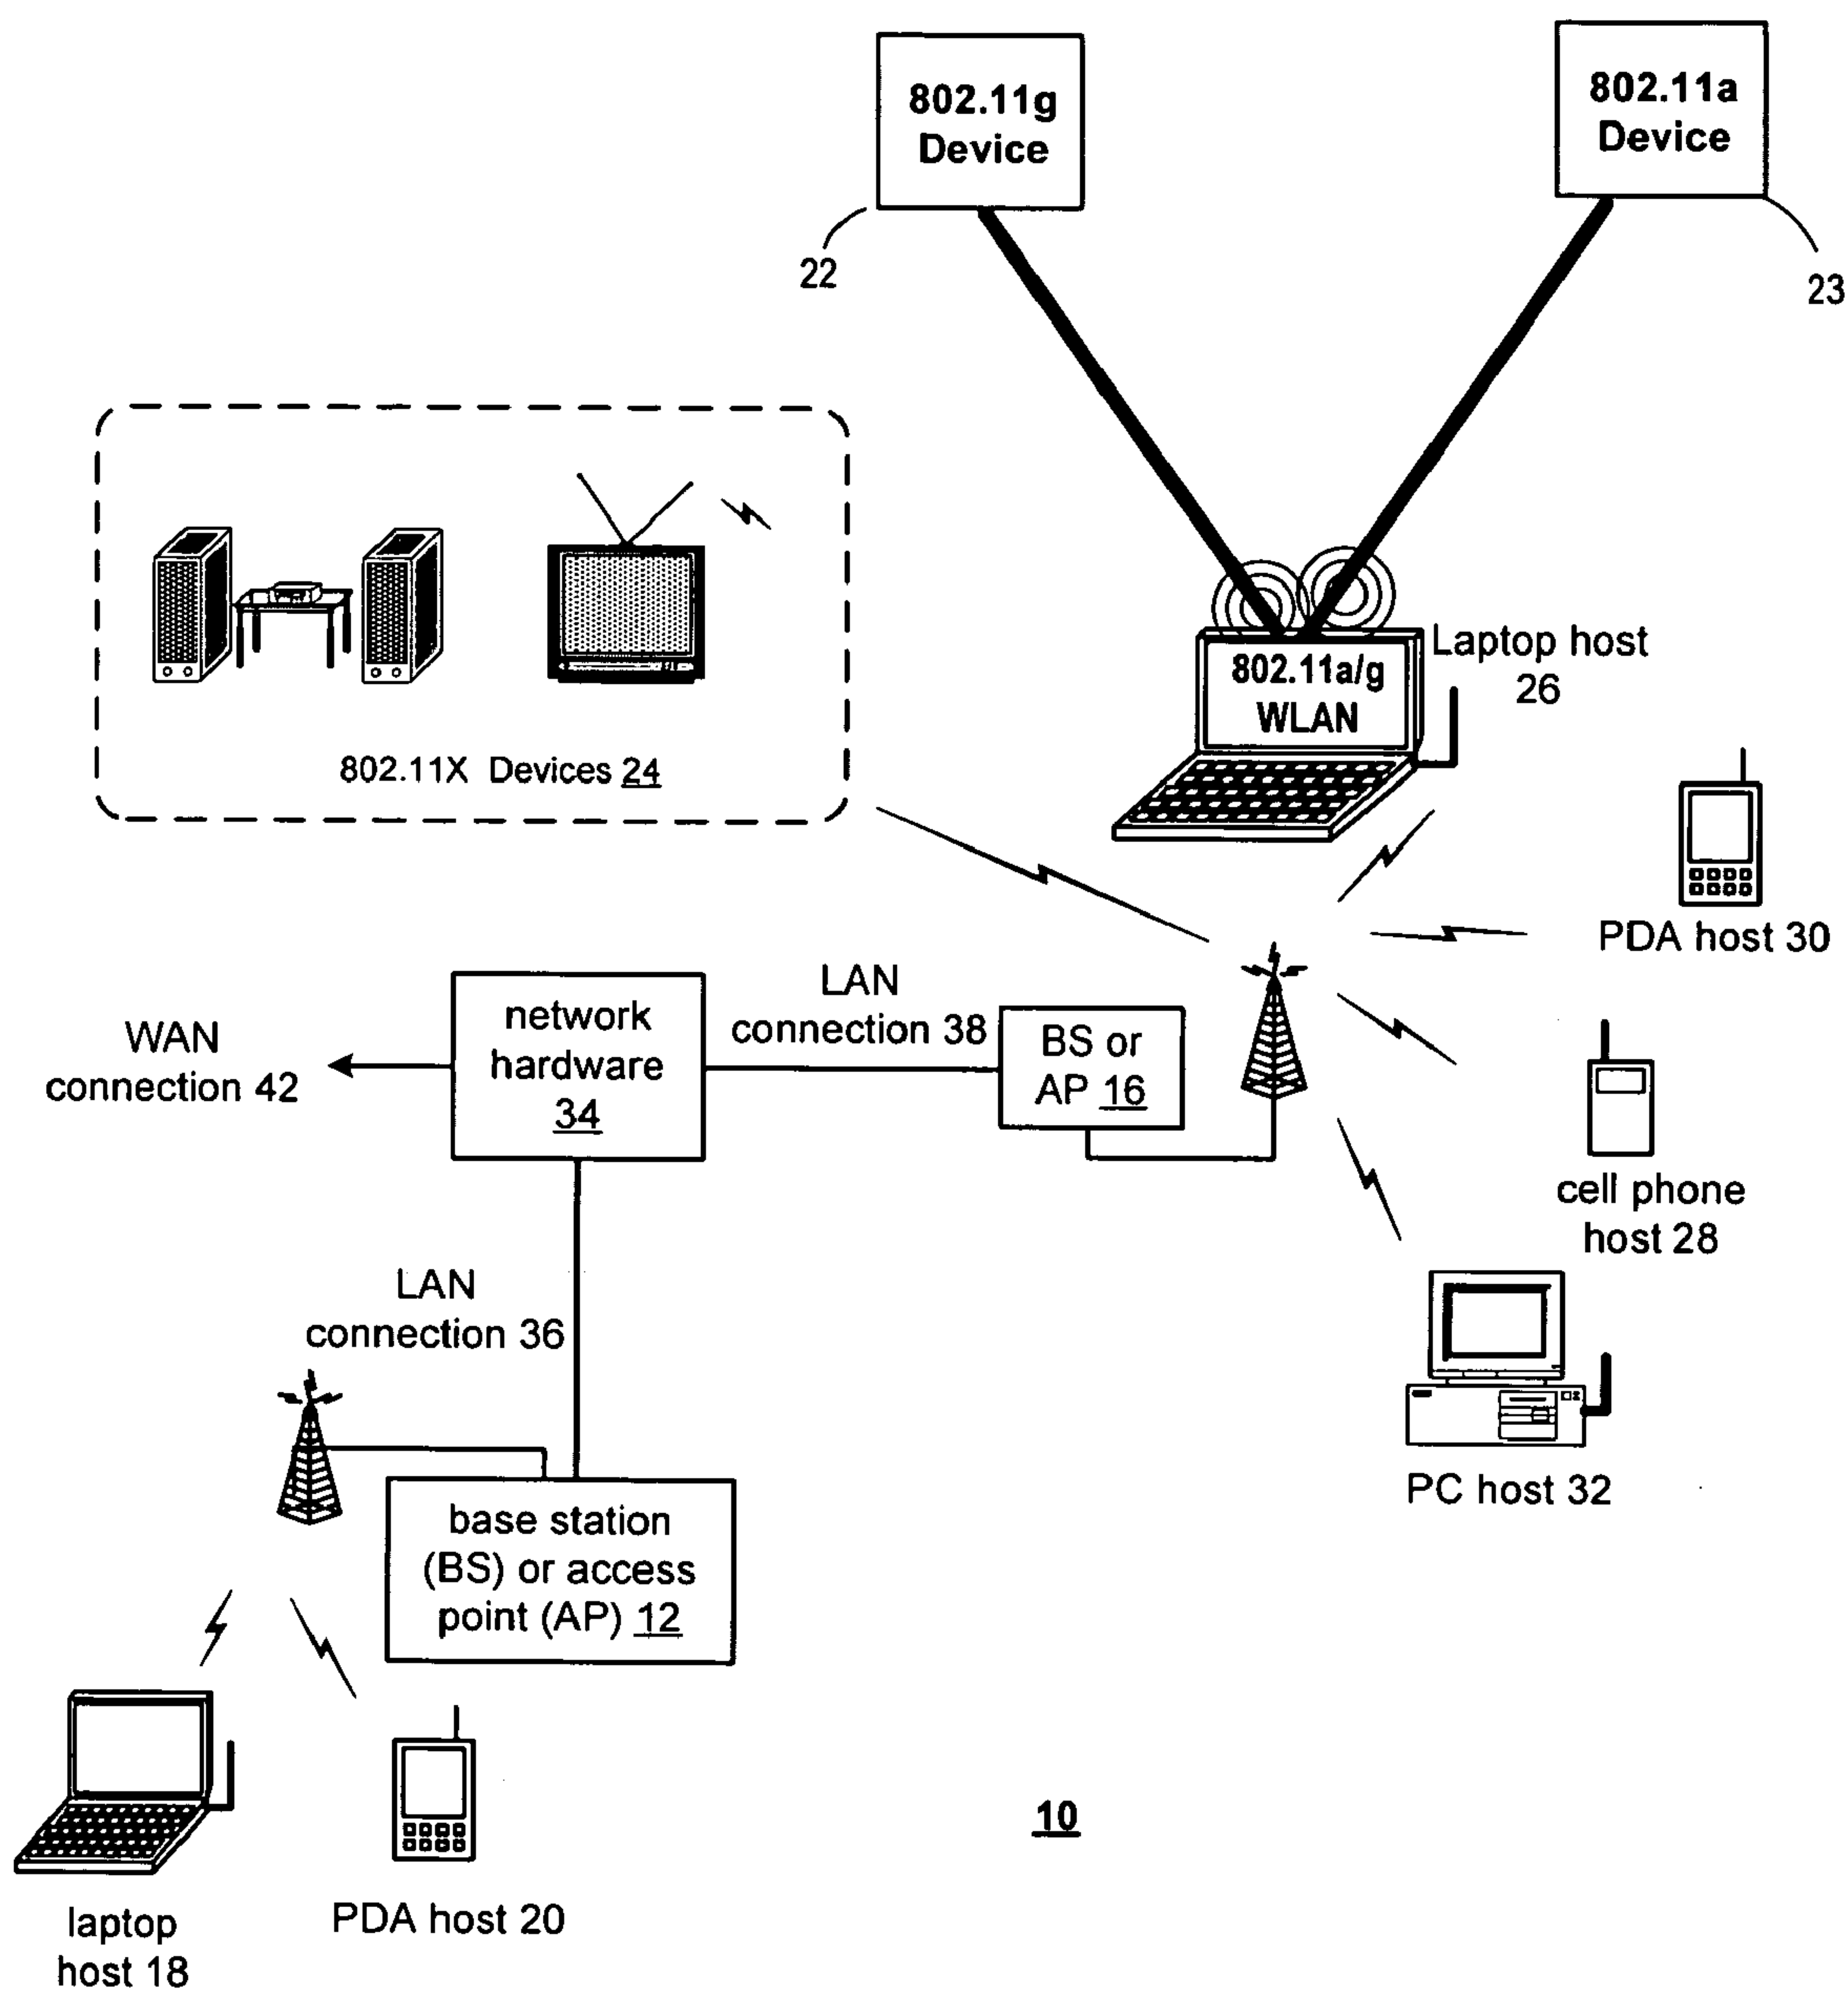 802.11g
Device
802.11a
Device
22
23
802.11X Devices 24
802.11a/g
WLAN
Laptop host
26
PDA host 30
LAN
connection 38
network
hardware
34
WAN
connection 42
BS or
AP 16
cell phone
host 28
LAN
connection 36
PC host 32
base station
(BS) or access
point (AP) 12
10
laptop
host 18
PDA host 20